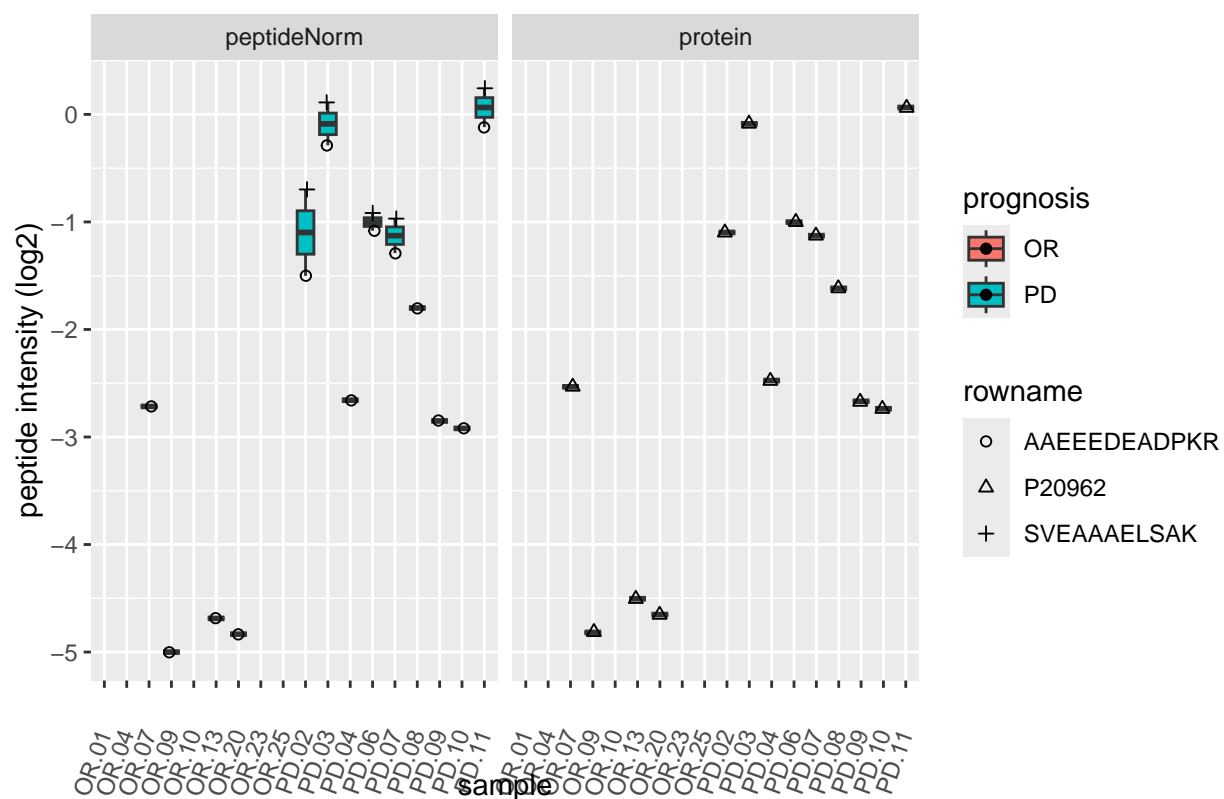 peptideNorm
protein
peptide intensity (log2)
0
−1
−2
−3
−4
−5
OR.01
OR.04
OR.07
OR.09
OR.10
OR.13
OR.20
OR.23
OR.25
PD.02
PD.03
PD.04
PD.06
PD.07
PD.08
PD.09
PD.10
PD.11
OR.01
OR.04
OR.07
OR.09
OR.10
OR.13
OR.20
OR.23
OR.25
PD.02
PD.03
PD.04
PD.06
PD.07
PD.08
PD.09
PD.10
PD.11
sample
prognosis
OR
PD
rowname
AAEEEDEADPKR
P20962
SVEAAAELSAK